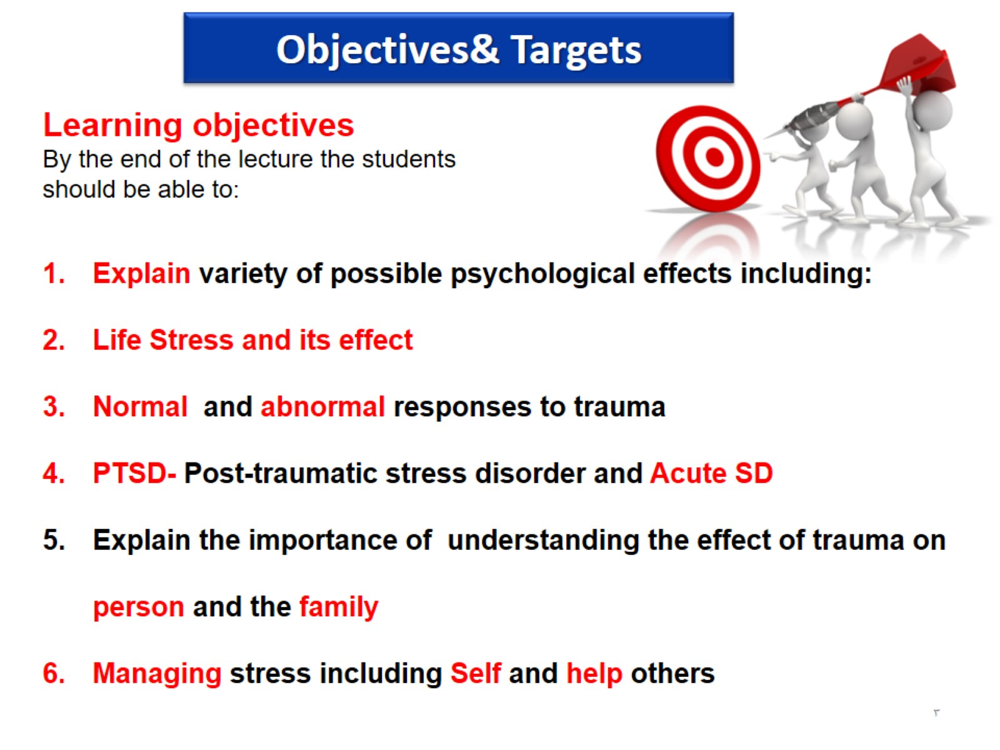 Objectives& Targets
Learning objectives
By the end of the lecture the students
should be able to:
1. Explain variety of possible psychological effects including:
2. Life Stress and its effect
3. Normal  and abnormal responses to trauma
4. PTSD- Post-traumatic stress disorder and Acute SD
5. Explain the importance of  understanding the effect of trauma on
person and the family
6. Managing stress including Self and help others
٣